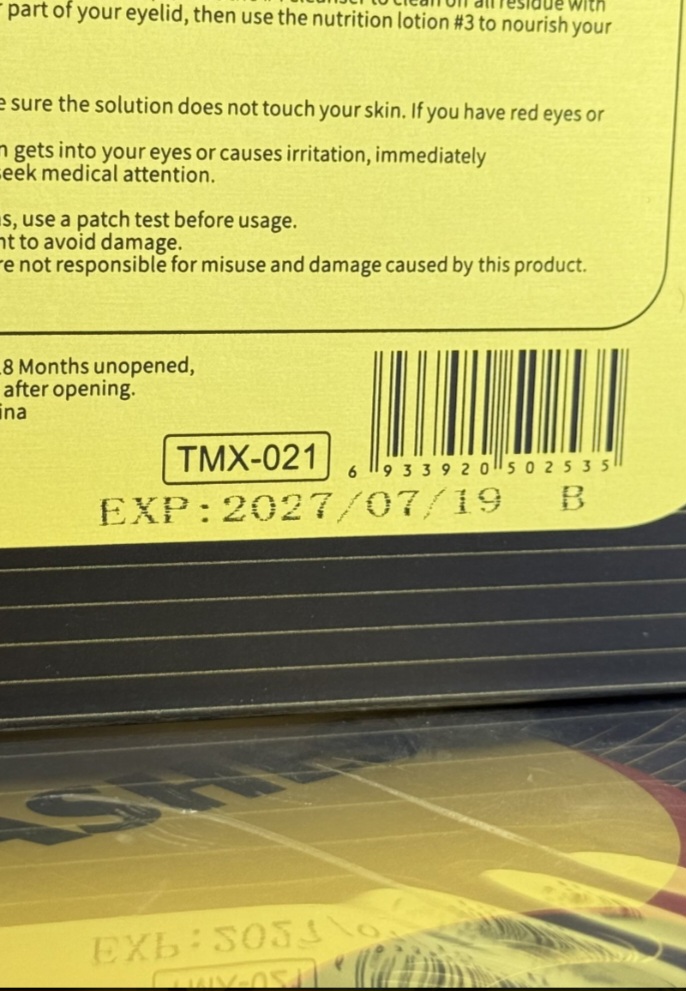 part of your eyelid, then use the nutrition lotion #3 to nourish your
sure the solution does not touch your skin. If you have red eyes or
gets into your eyes or causes irritation, immediately
medical attention.
use a patch test before usage.
to avoid damage.
not responsible for misuse and damage caused by this product.
8 Months unopened,
after opening.
TMX-021
6 933920 502535
EXP:2027/07/19 B